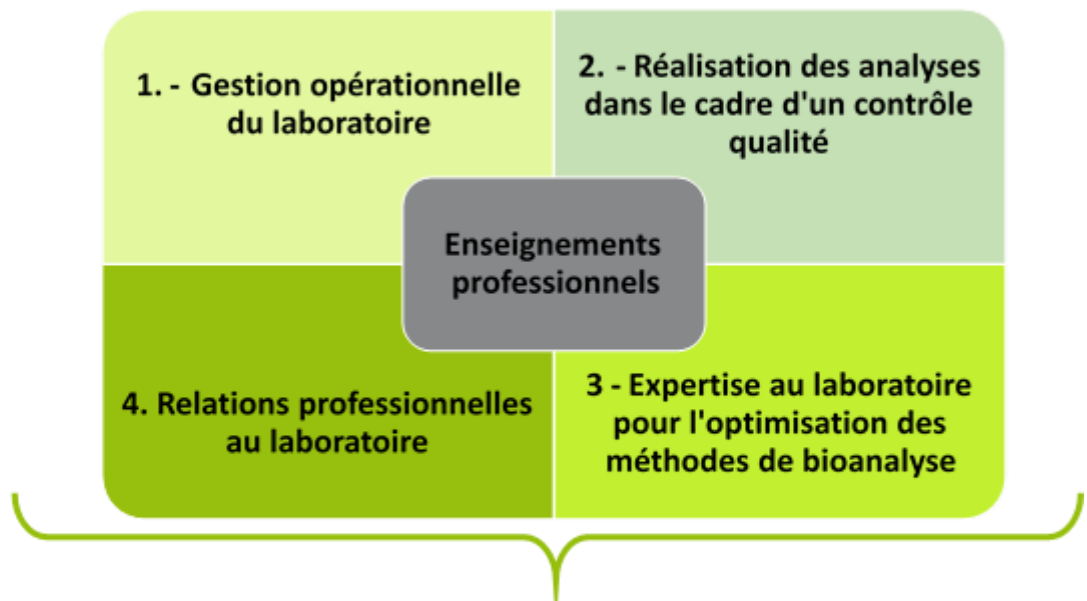 1. - Gestion opérationnelle
du laboratoire
2. - Réalisation des analyses
dans le cadre d'un contrôle
qualité
Enseignements
professionnels
4. Relations professionnelles
au laboratoire
3 - Expertise au laboratoire
pour l'optimisation des
méthodes de bioanalyse